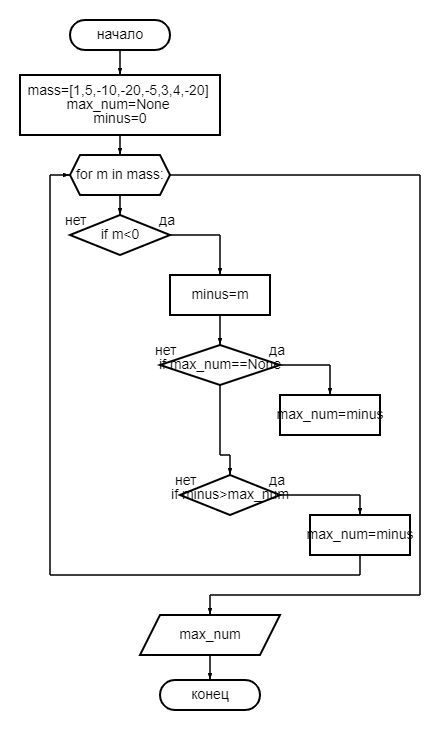 начало
mass=[1,5,-10,-20,-5,3,4,-20]
max_num=None
minus=0
for m in mass:
нет
да
if m<0
minus=m
нет
да
if max_num==None
max_num=minus
нет
да
if minus>max_num
max_num=minus
max_num
конец